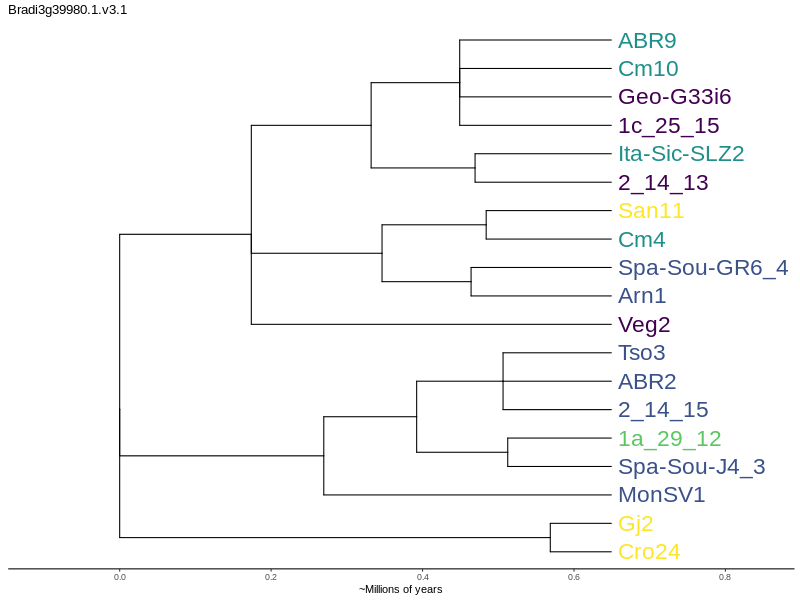 Bradi3g39980.1.v3.1
ABR9
Cm10
Geo-G33i6
1c_25_15
Ita-Sic-SLZ2
2_14_13
San11
Cm4
Spa-Sou-GR6_4
Arn1
Veg2
Tso3
ABR2
2_14_15
1a_29_12
Spa-Sou-J4_3
MonSV1
Gj2
Cro24
0.0 0.2 0.4 0.6 0.8
~Millions of years